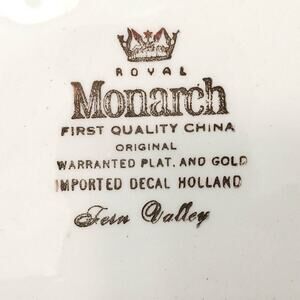 ROYAL
Monarch
FIRST QUALITY CHINA
ORIGINAL
WARRANTED PLAT. AND GOLD
IMPORTED DECAL HOLLAND
Fern Valley